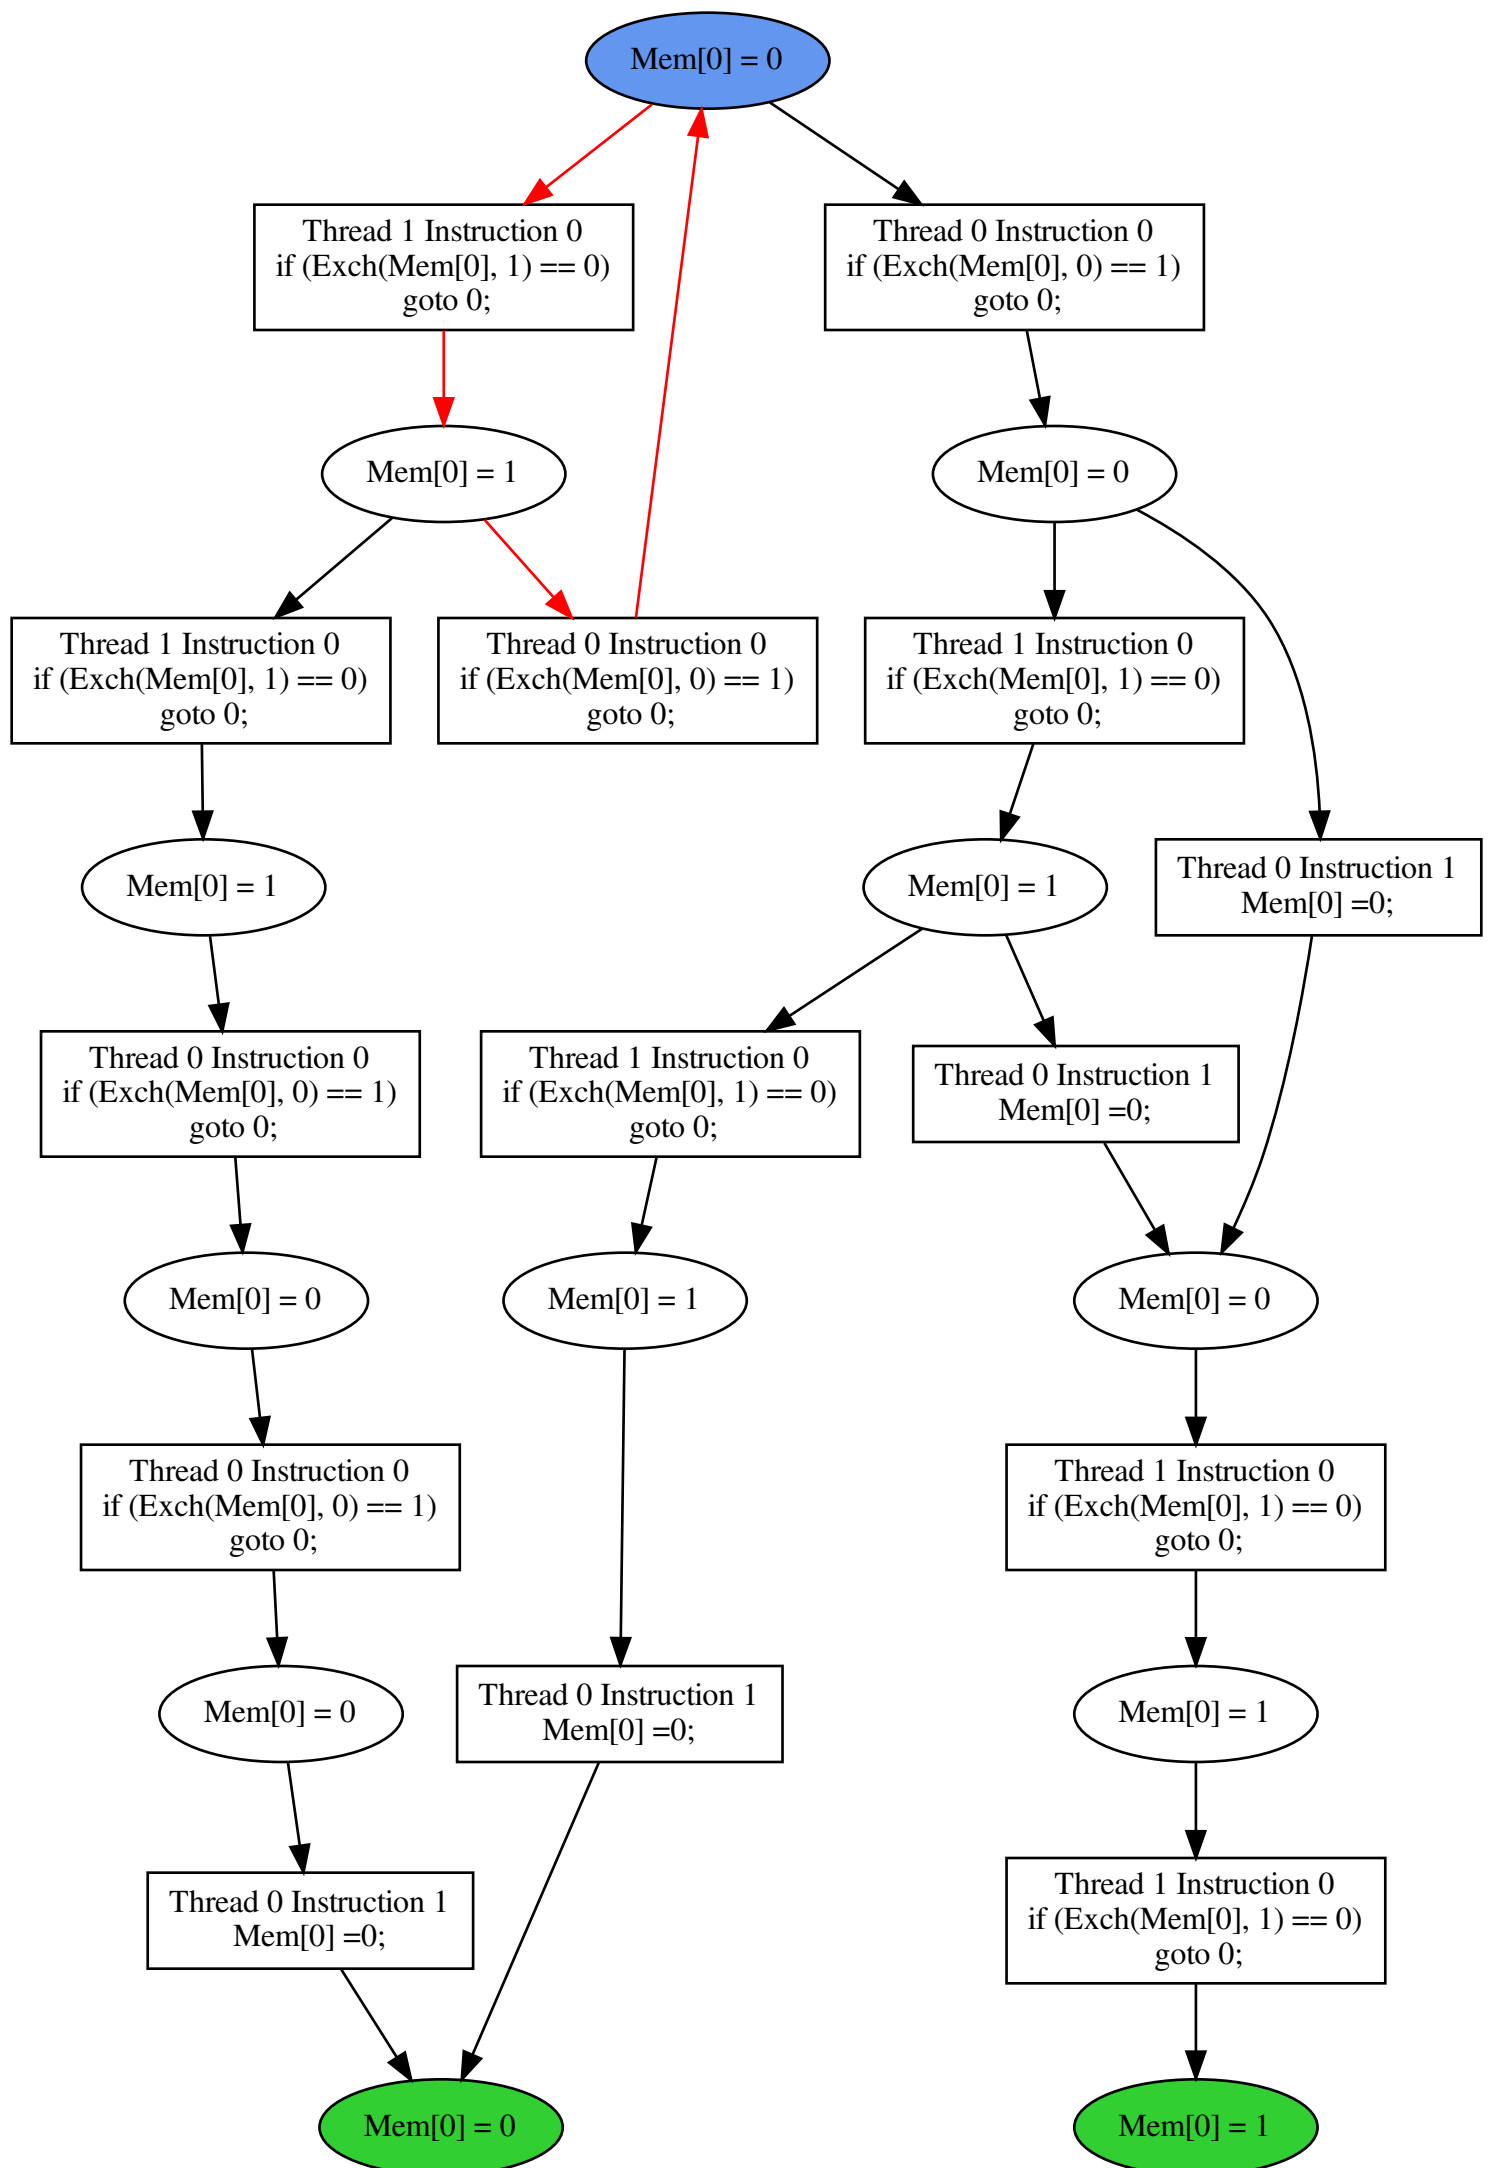 Mem[0] = 0
Thread 1 Instruction 0
if (Exch(Mem[0], 1) == 0)
goto 0;
Thread 0 Instruction 0
if (Exch(Mem[0], 0) == 1)
goto 0;
Mem[0] = 1
Mem[0] = 0
Thread 1 Instruction 0
if (Exch(Mem[0], 1) == 0)
goto 0;
Thread 0 Instruction 0
if (Exch(Mem[0], 0) == 1)
goto 0;
Thread 1 Instruction 0
if (Exch(Mem[0], 1) == 0)
goto 0;
Mem[0] = 1
Mem[0] = 1
Thread 0 Instruction 1
Mem[0] =0;
Thread 0 Instruction 0
if (Exch(Mem[0], 0) == 1)
goto 0;
Thread 1 Instruction 0
if (Exch(Mem[0], 1) == 0)
goto 0;
Thread 0 Instruction 1
Mem[0] =0;
Mem[0] = 0
Mem[0] = 1
Mem[0] = 0
Thread 0 Instruction 0
if (Exch(Mem[0], 0) == 1)
goto 0;
Thread 1 Instruction 0
if (Exch(Mem[0], 1) == 0)
goto 0;
Mem[0] = 0
Thread 0 Instruction 1
Mem[0] =0;
Mem[0] = 1
Thread 0 Instruction 1
Mem[0] =0;
Thread 1 Instruction 0
if (Exch(Mem[0], 1) == 0)
goto 0;
Mem[0] = 0
Mem[0] = 1